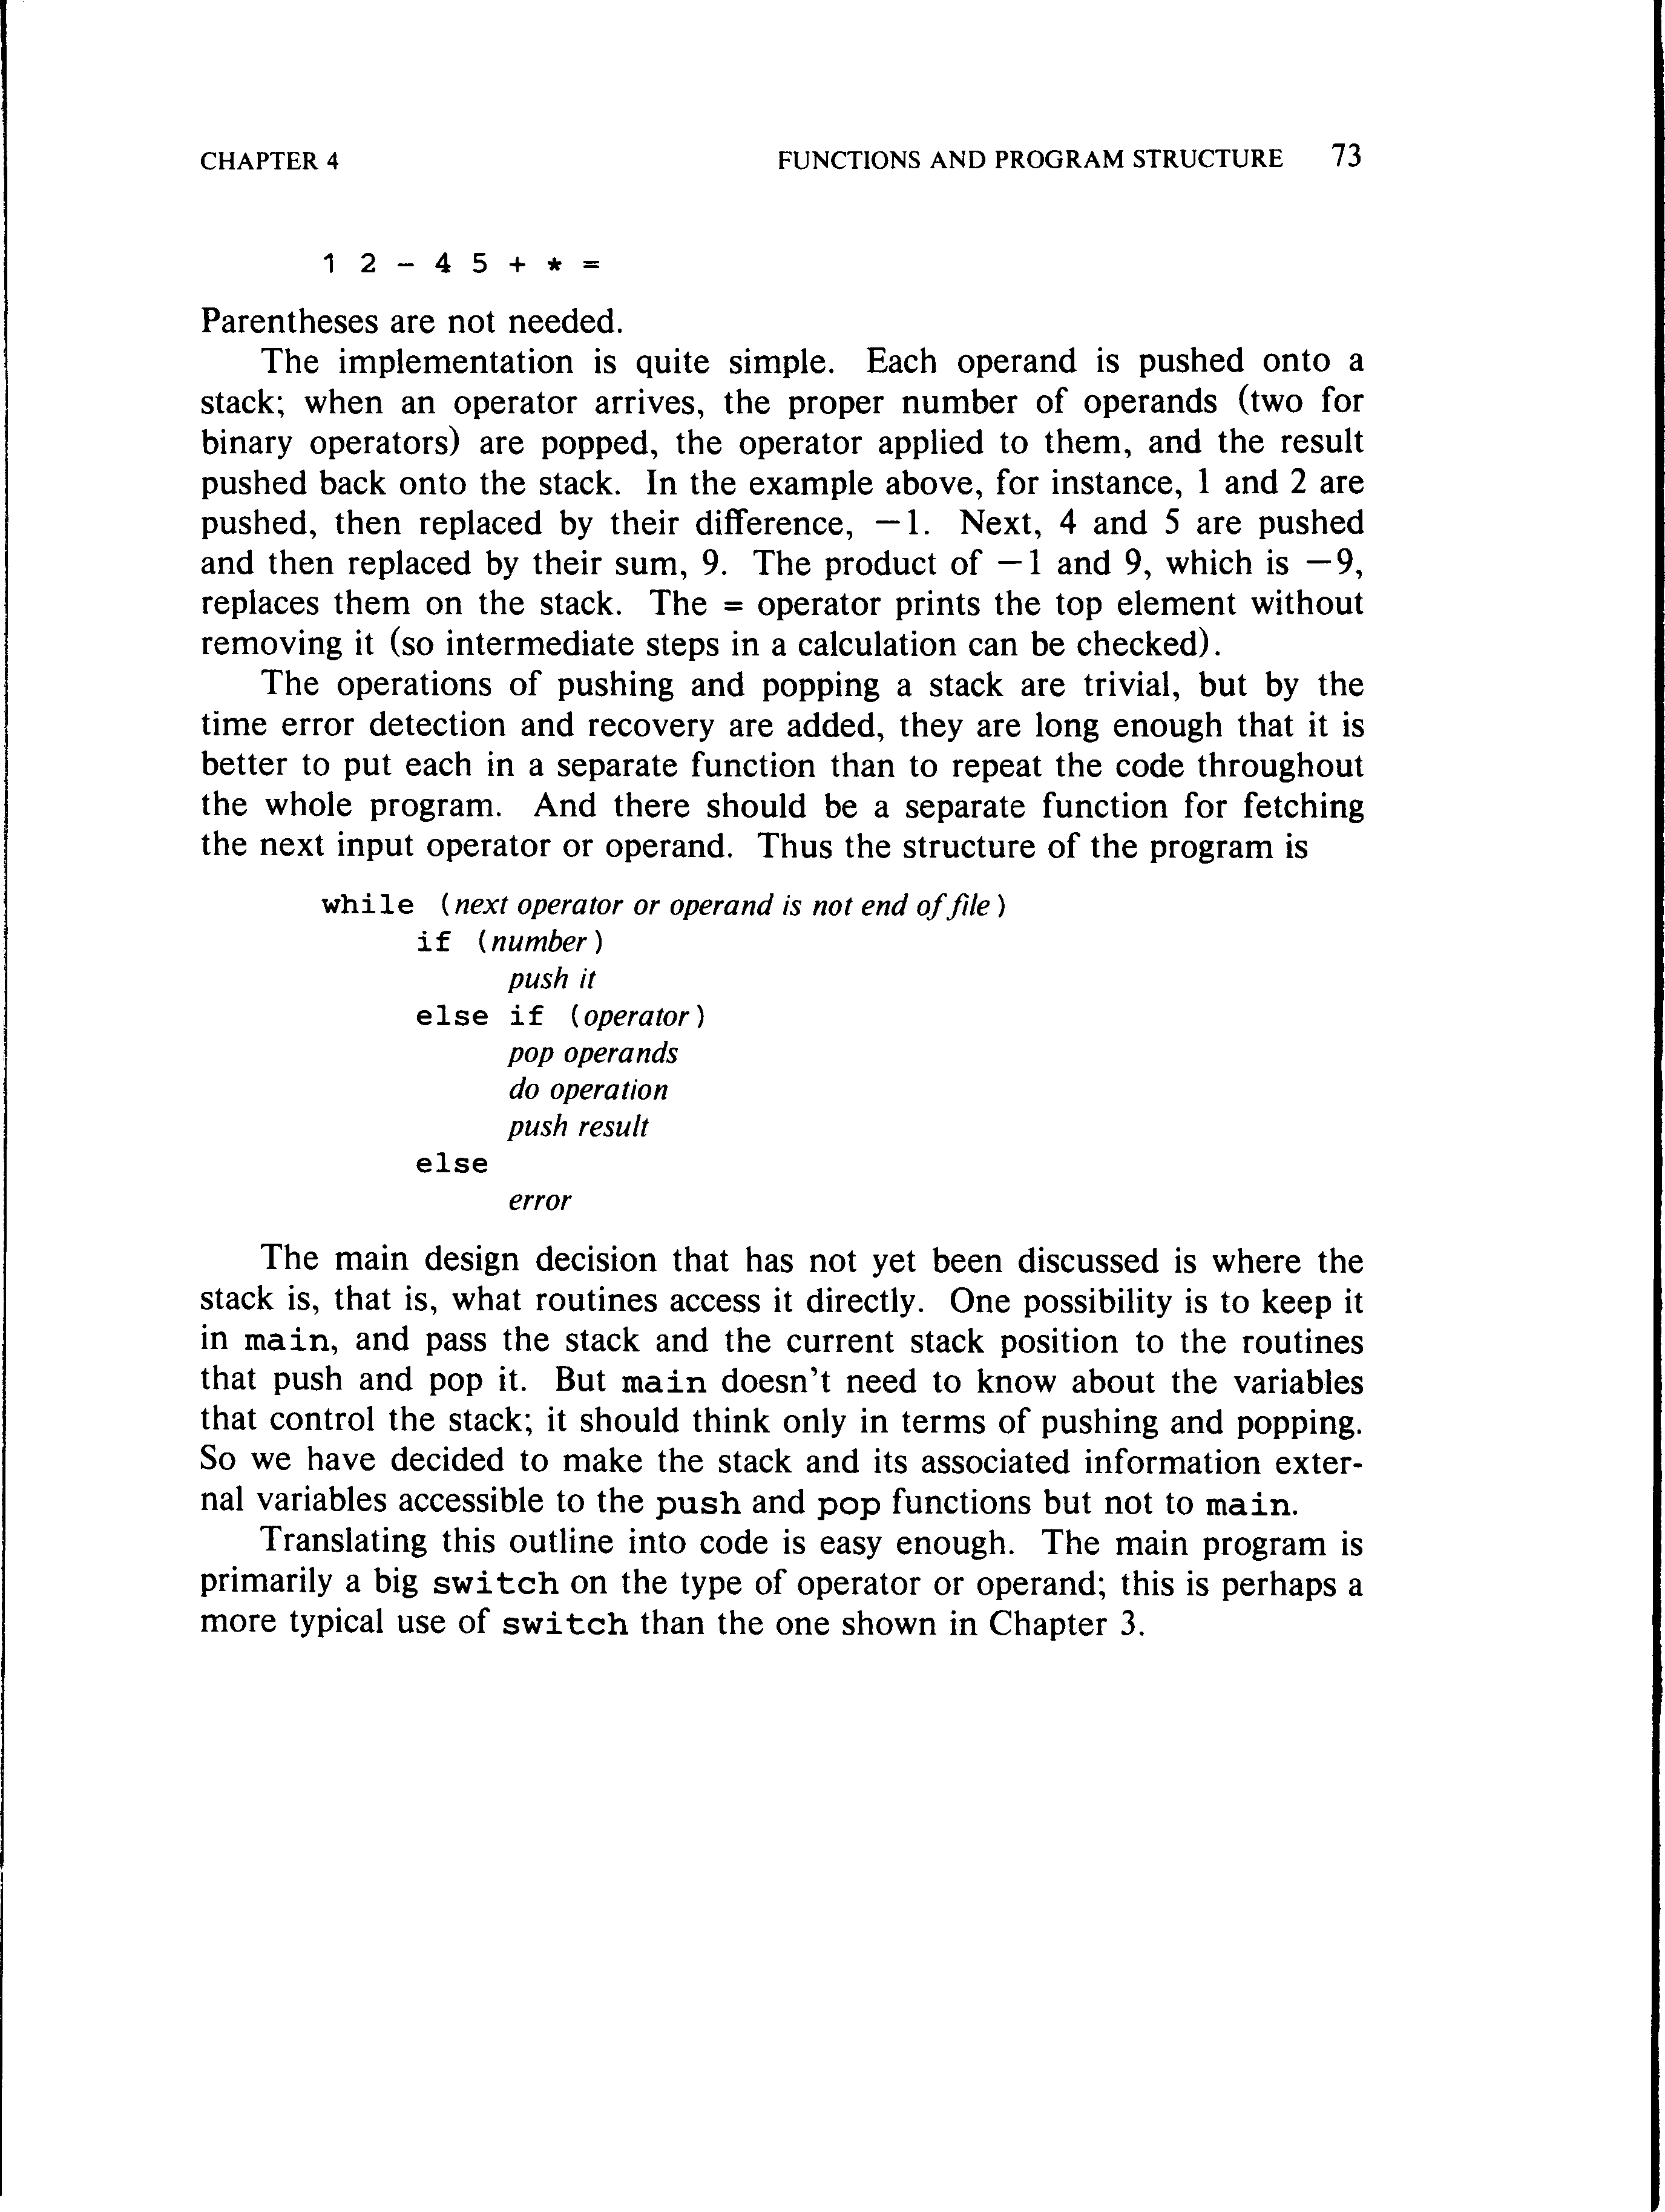 CHAPTER 4 FUNCTIONS AND PROGRAM STRUCTURE 73
1 2 - 4 5 + * =
Parentheses are not needed.
The implementation is quite simple. Each operand is pushed onto a
stack; when an operator arrives, the proper number of operands (two for
binary operators) are popped, the operator applied to them, and the result
pushed back onto the stack. In the example above, for instance, 1 and 2 are
pushed, then replaced by their difference, −1. Next, 4 and 5 are pushed
and then replaced by their sum, 9. The product of −1 and 9, which is −9,
replaces them on the stack. The = operator prints the top element without
removing it (so intermediate steps in a calculation can be checked).
The operations of pushing and popping a stack are trivial, but by the
time error detection and recovery are added, they are long enough that it is
better to put each in a separate function than to repeat the code throughout
the whole program. And there should be a separate function for fetching
the next input operator or operand. Thus the structure of the program is
while (next operator or operand is not end of file)
if (number)
push it
else if (operator)
pop operands
do operation
push result
else
error
The main design decision that has not yet been discussed is where the
stack is, that is, what routines access it directly. One possibility is to keep it
in main, and pass the stack and the current stack position to the routines
that push and pop it. But main doesn't need to know about the variables
that control the stack; it should think only in terms of pushing and popping.
So we have decided to make the stack and its associated information exter-
nal variables accessible to the push and pop functions but not to main.
Translating this outline into code is easy enough. The main program is
primarily a big switch on the type of operator or operand; this is perhaps a
more typical use of switch than the one shown in Chapter 3.